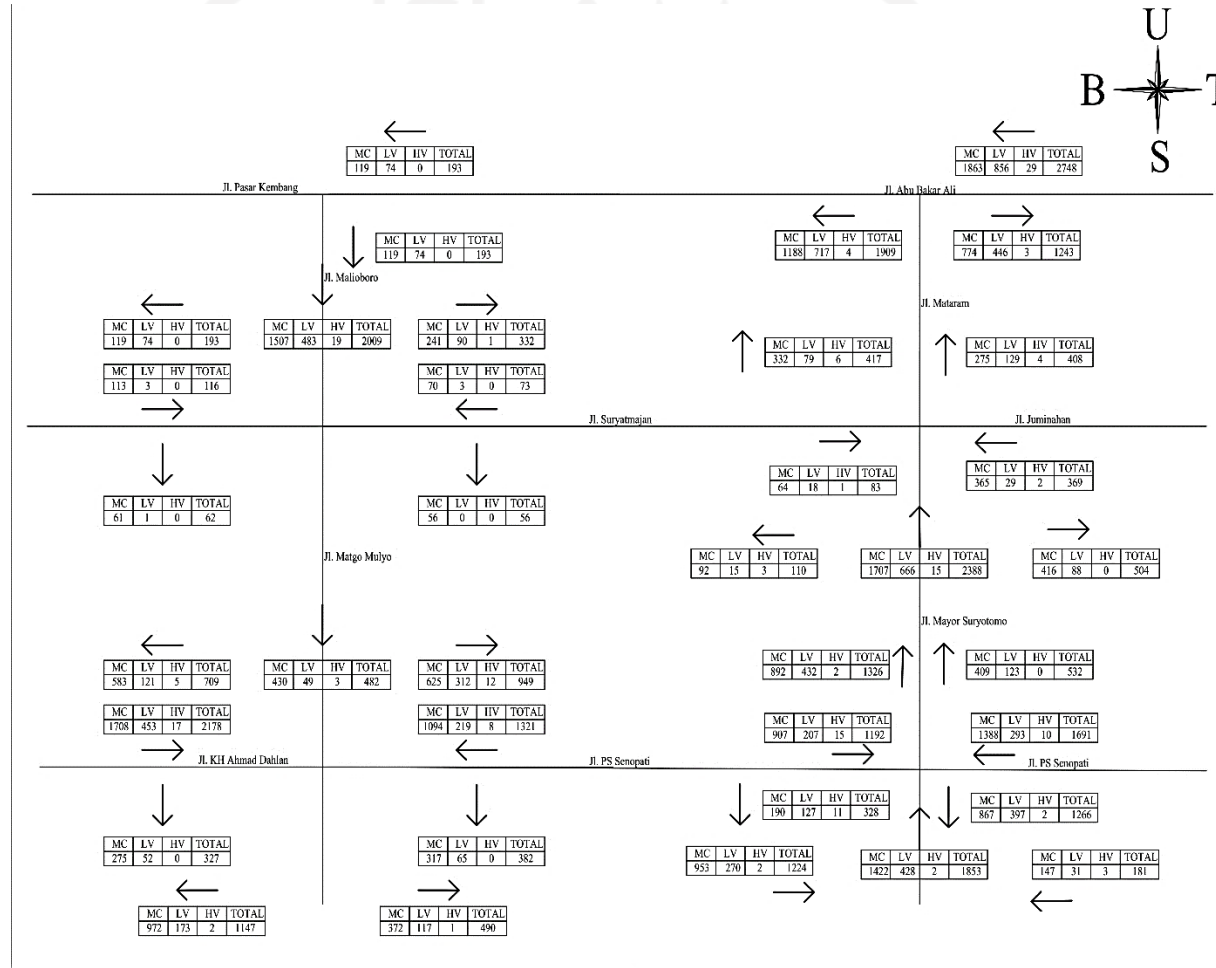 U
B T
S
MC LV HV TOTAL
119 74 0 193
MC LV HV TOTAL
1863 856 29 2748
Jl. Pasar Kembang
Jl. Abu Bakar Ali
MC LV HV TOTAL
119 74 0 193
MC LV HV TOTAL
1188 717 4 1909
MC LV HV TOTAL
774 446 3 1243
Jl. Malioboro
Jl. Mataram
MC LV HV TOTAL
119 74 0 193
MC LV HV TOTAL
1507 483 19 2009
MC LV HV TOTAL
241 90 1 332
MC LV HV TOTAL
332 79 6 417
MC LV HV TOTAL
275 129 4 408
MC LV HV TOTAL
113 3 0 116
MC LV HV TOTAL
70 3 0 73
Jl. Suryatmajan
Jl. Juminahan
MC LV HV TOTAL
64 18 1 83
MC LV HV TOTAL
365 29 2 369
MC LV HV TOTAL
61 1 0 62
MC LV HV TOTAL
56 0 0 56
Jl. Matgo Mulyo
MC LV HV TOTAL
92 15 3 110
MC LV HV TOTAL
1707 666 15 2388
MC LV HV TOTAL
416 88 0 504
Jl. Mayor Suryotomo
MC LV HV TOTAL
583 121 5 709
MC LV HV TOTAL
430 49 3 482
MC LV HV TOTAL
625 312 12 949
MC LV HV TOTAL
892 432 2 1326
MC LV HV TOTAL
409 123 0 532
MC LV HV TOTAL
1708 453 17 2178
MC LV HV TOTAL
1094 219 8 1321
MC LV HV TOTAL
907 207 15 1192
MC LV HV TOTAL
1388 293 10 1691
Jl. KH Ahmad Dahlan
Jl. PS Senopati
Jl. PS Senopati
MC LV HV TOTAL
190 127 11 328
MC LV HV TOTAL
867 397 2 1266
MC LV HV TOTAL
275 52 0 327
MC LV HV TOTAL
317 65 0 382
MC LV HV TOTAL
953 270 2 1224
MC LV HV TOTAL
1422 428 2 1853
MC LV HV TOTAL
147 31 3 181
MC LV HV TOTAL
972 173 2 1147
MC LV HV TOTAL
372 117 1 490